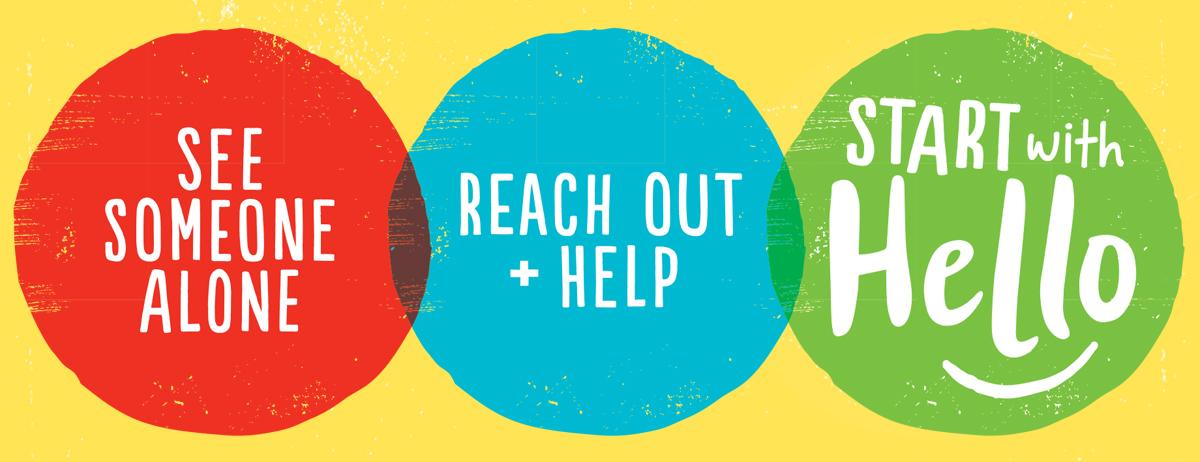 SEE
SOMEONE
ALONE
REACH OUT
+ HELP
START with
Hello